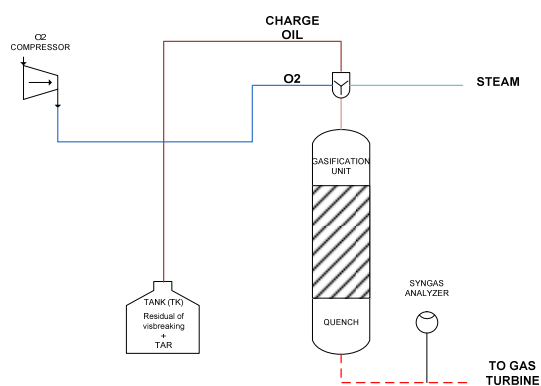 CHARGE
OIL
O2
COMPRESSOR
O2
STEAM
GASIFICATION
UNIT
QUENCH
TANK (TK)
Residual of
visbreaking
+
TAR
SYNGAS
ANALYZER
TO GAS
TURBINE